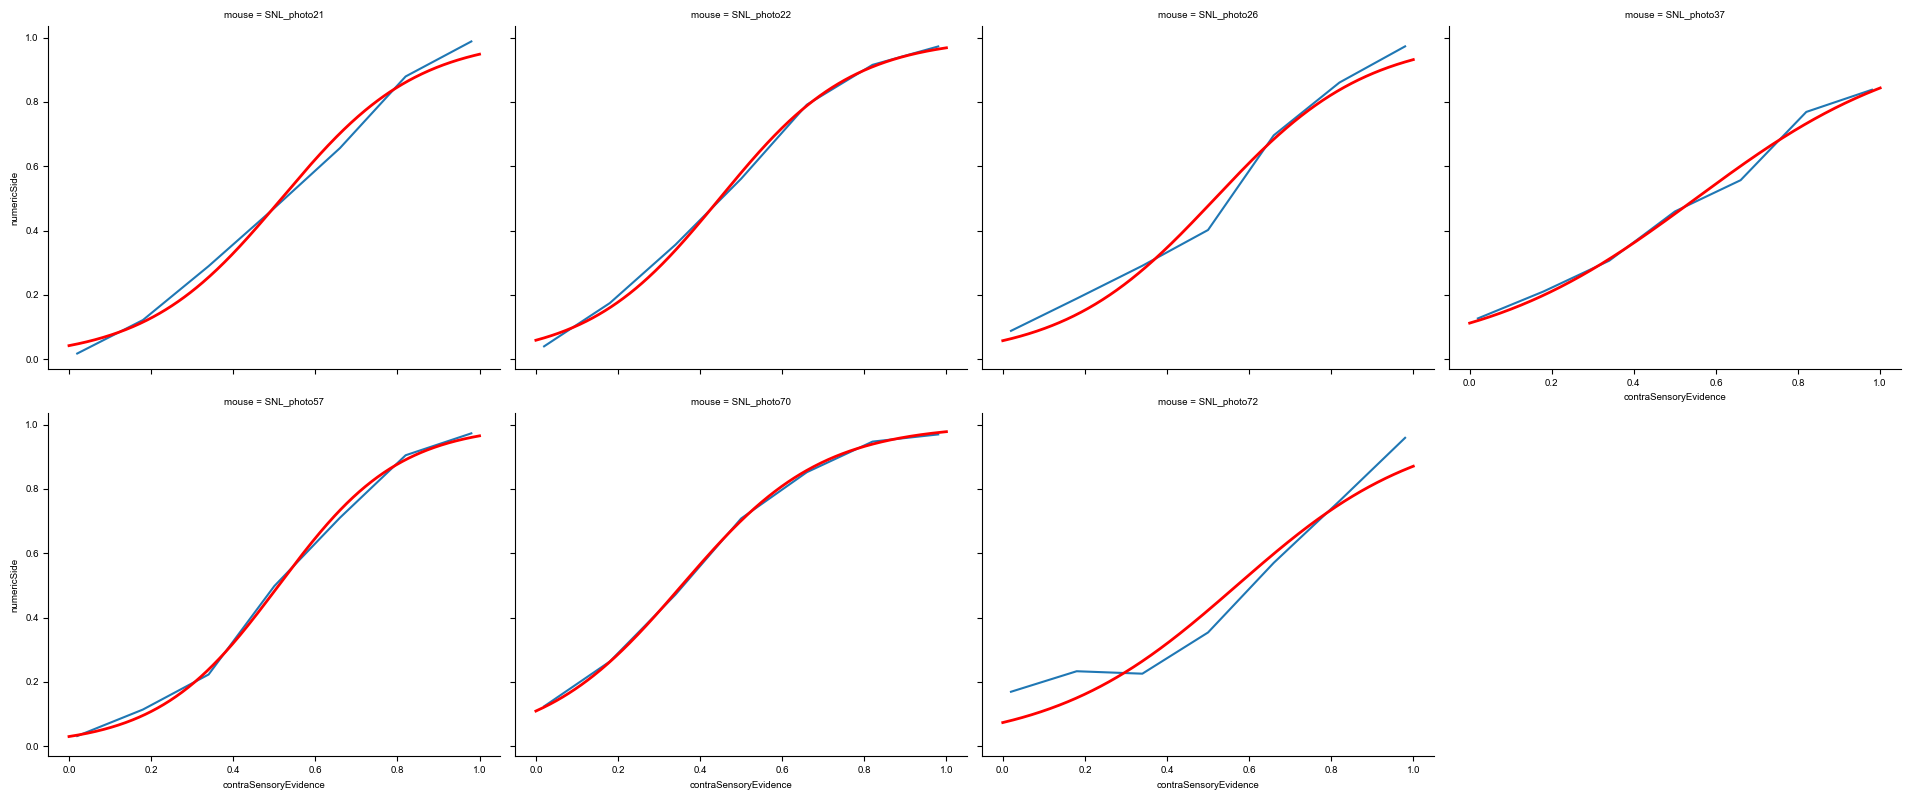 mouse = SNL_photo21
mouse = SNL_photo22
mouse = SNL_photo26
mouse = SNL_photo37
1.0
0.8
0.6
0.4
0.2
0.0
numericSide
0.0 0.2 0.4 0.6 0.8 1.0
contraSensoryEvidence
mouse = SNL_photo57
mouse = SNL_photo70
mouse = SNL_photo72
1.0
0.8
0.6
0.4
0.2
0.0
numericSide
0.0 0.2 0.4 0.6 0.8 1.0
contraSensoryEvidence
0.0 0.2 0.4 0.6 0.8 1.0
contraSensoryEvidence
0.0 0.2 0.4 0.6 0.8 1.0
contraSensoryEvidence